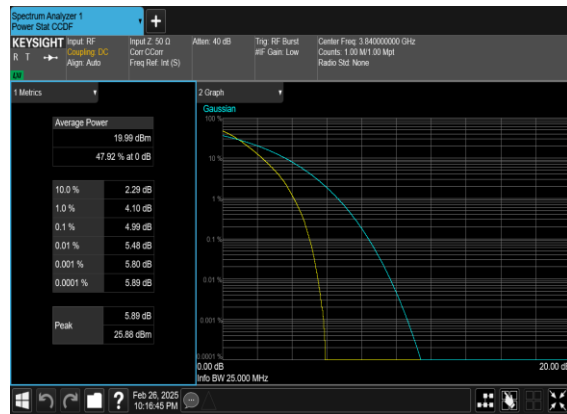 Spectrum Analyzer 1
Power Stat CCDF
+
KEYSIGHT
R T
LW
Input: RF
Coupling: DC
Align: Auto
Input Z: 50 Ω
Corr CCorr
Freq Ref: Int (S)
Atten: 40 dB
Trig: RF Burst
#IF Gain: Low
Center Freq: 3.840000000 GHz
Counts: 1.00 M/1.00 Mpt
Radio Std: None
1 Metrics
Average Power
19.99 dBm
47.92 % at 0 dB
10.0 % 2.29 dB
1.0 % 4.10 dB
0.1 % 4.99 dB
0.01 % 5.48 dB
0.001 % 5.80 dB
0.0001 % 5.89 dB
Peak
5.89 dB
25.88 dBm
2 Graph
Gaussian
100 %
10 %
1 %
0.1 %
0.01 %
0.001 %
0.0001 %
0.00 dB
20.00 dB
Info BW 25.000 MHz
?
Feb 26, 2025
10:16:45 PM